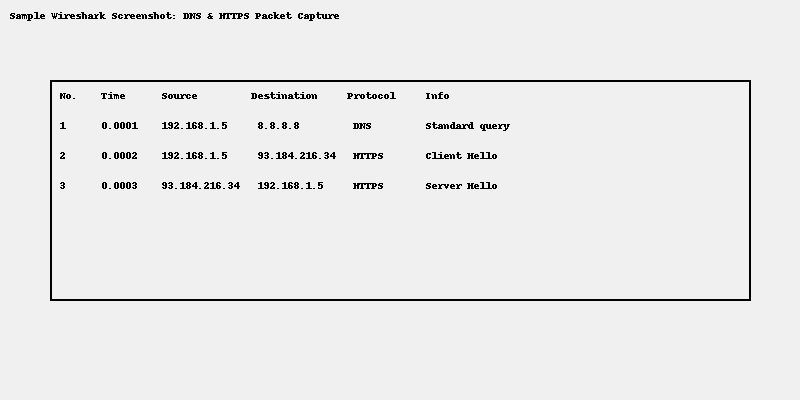 Sample Wireshark Screenshot: DNS & HTTPS Packet Capture
No. Time Source Destination Protocol Info
1 0.0001 192.168.1.5 8.8.8.8 DNS Standard query
2 0.0002 192.168.1.5 93.184.216.34 HTTPS Client Hello
3 0.0003 93.184.216.34 192.168.1.5 HTTPS Server Hello